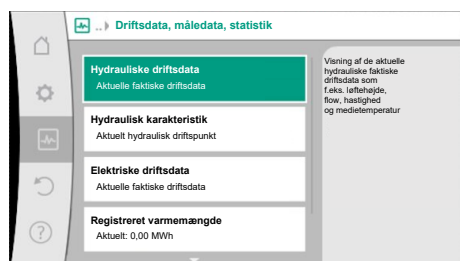 ..▸ Driftsdata, måledata, statistik
Hydrauliske driftsdata
Aktuelle faktiske driftsdata
Hydraulisk karakteristik
Aktuelt hydraulisk driftspunkt
Elektriske driftsdata
Aktuelle faktiske driftsdata
Registreret varmemængde
Aktuelt: 0,00 MWh
Visning af de aktuelle
hydrauliske faktiske
driftsdata som
f.eks. løftehøjde,
flow, hastighed
og medietemperatur
?